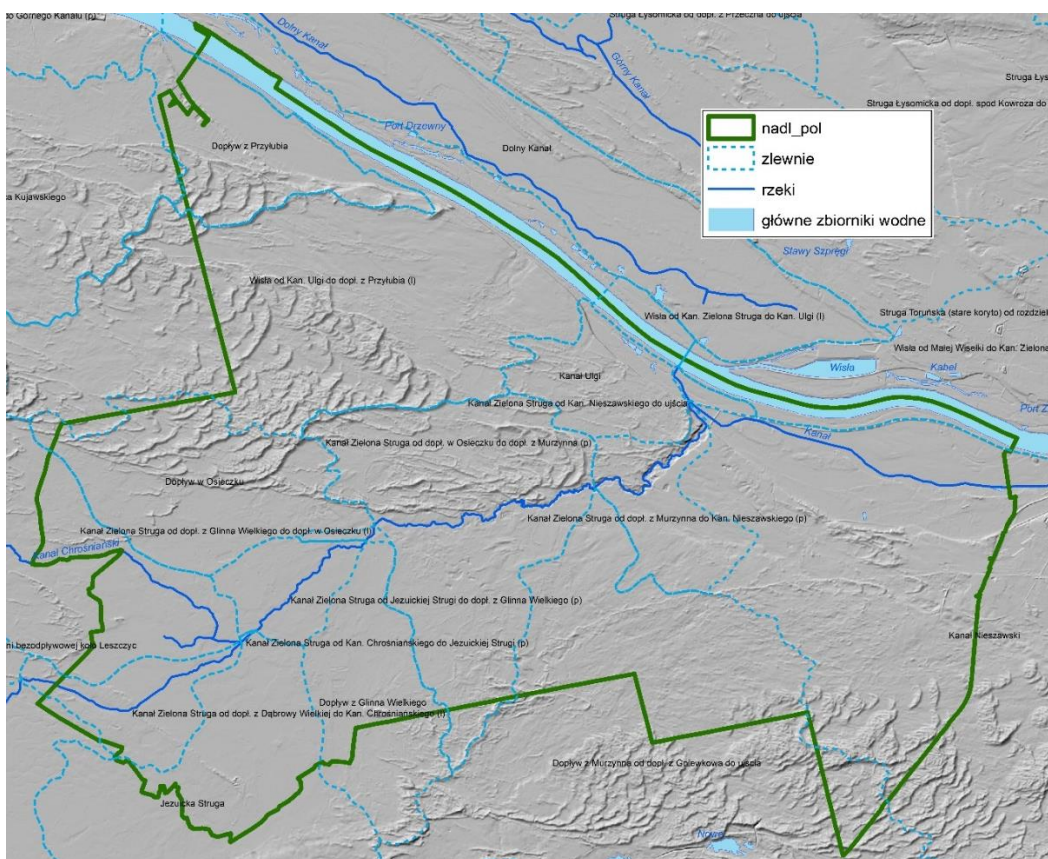 do Górnego Kanału (p)
Struga Łysomicka od dopł. z Przeczna do ujścia
Dolny Kanał
Górny Kanał
Struga Łys
Struga Łysomicka od dopł. spod Kowroza do
nadl_pol
zlewnie
rzeki
główne zbiorniki wodne
Port Drzewny
Dopływ z Przyłubia
Dolny Kanał
a Kujawskiego
Stawy Szpręgi
Wisła od Kan. Ulgi do dopł. z Przyłubia (l)
Wisła od Kan. Zielona Struga do Kan. Ulgi (l)
Struga Toruńska (stare koryto) od rozdziel
Wisła od Małej Wisełki do Kan. Zielona
Wisła
Kabel
Kanał Ulgi
Kanał Zielona Struga od Kan. Nieszawskiego do ujścia
Port Z
Kanał
Kanał Zielona Struga od dopł. w Osieczku do dopł. z Murzynna (p)
Dopływ w Osieczku
Kanał Zielona Struga od dopł. z Murzynna do Kan. Nieszawskiego (p)
Kanał Zielona Struga od dopł. z Glinna Wielkiego do dopł. w Osieczku (l)
Kanał Chrośniański
Kanał Zielona Struga od Jezuickiej Strugi do dopł. z Glinna Wielkiego (p)
Kanał Nieszawski
Kanał Zielona Struga od Kan. Chrośniańskiego do Jezuickiej Strugi (p)
ni bezodpływowej koło Leszczyc
Dopływ z Glinna Wielkiego
Kanał Zielona Struga od dopł. z Dąbrowy Wielkiej do Kan. Chrośniańskiego (l)
Dopływ z Murzynna od dopł. z Gniewkowa do ujścia
Jezuicka Struga
Nowe